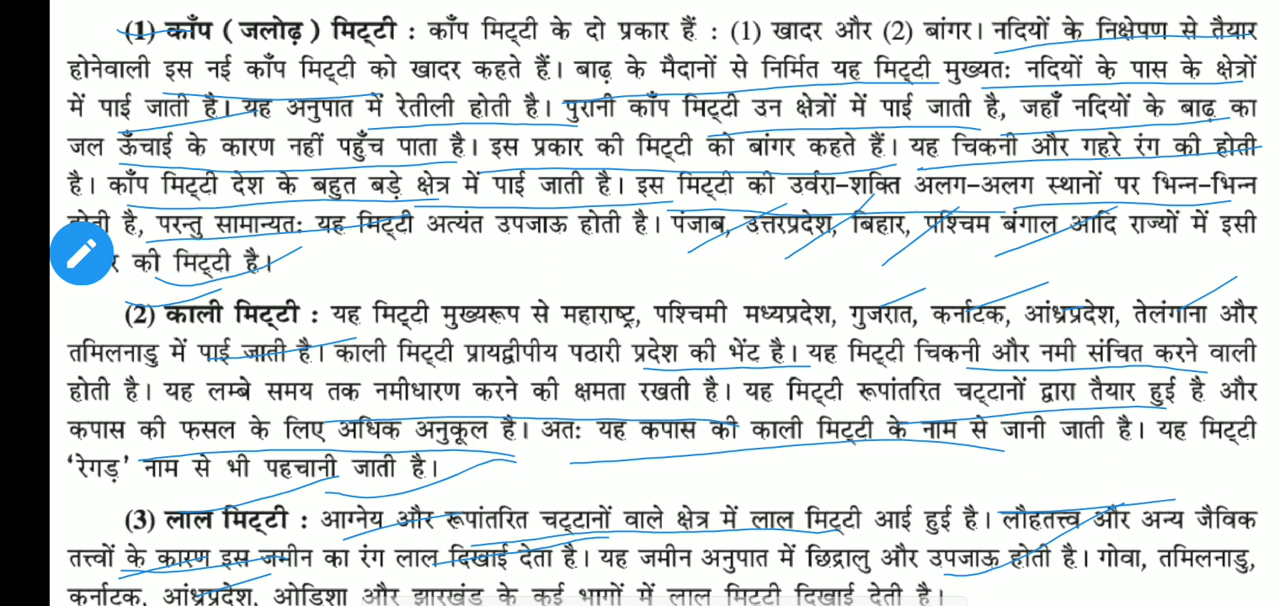 (1) काँप ( जलोढ़ ) मिट्टी : काँप मिट्टी के दो प्रकार हैं : (1) खादर और (2) बांगर। नदियों के निक्षेपण से तैयार
होनेवाली इस नई काँप मिट्टी को खादर कहते हैं। बाढ़ के मैदानों से निर्मित यह मिट्टी मुख्यतः नदियों के पास के क्षेत्रों
में पाई जाती है। यह अनुपात में रेतीली होती है। पुरानी काँप मिट्टी उन क्षेत्रों में पाई जाती है, जहाँ नदियों के बाढ़ का
जल ऊँचाई के कारण नहीं पहुँच पाता है। इस प्रकार की मिट्टी को बांगर कहते हैं। यह चिकनी और गहरे रंग की होती
है। काँप मिट्टी देश के बहुत बड़े क्षेत्र में पाई जाती है। इस मिट्टी की उर्वरा-शक्ति अलग-अलग स्थानों पर भिन्न-भिन्न
है, परन्तु सामान्यतः यह मिट्टी अत्यंत उपजाऊ होती है। पंजाब, उत्तरप्रदेश, बिहार, पश्चिम बंगाल आदि राज्यों में इसी
की मिट्टी है।
(2) काली मिट्टी : यह मिट्टी मुख्यरूप से महाराष्ट्र, पश्चिमी मध्यप्रदेश, गुजरात, कर्नाटक, आंध्रप्रदेश, तेलंगाना और
तमिलनाडु में पाई जाती है। काली मिट्टी प्रायद्वीपीय पठारी प्रदेश की भेंट है। यह मिट्टी चिकनी और नमी संचित करने वाली
होती है। यह लम्बे समय तक नमीधारण करने की क्षमता रखती है। यह मिट्टी रूपांतरित चट्टानों द्वारा तैयार हुई है और
कपास की फसल के लिए अधिक अनुकूल है। अतः यह कपास की काली मिट्टी के नाम से जानी जाती है। यह मिट्टी
‘रेगड़’ नाम से भी पहचानी जाती है।
(3) लाल मिट्टी : आग्नेय और रूपांतरित चट्टानों वाले क्षेत्र में लाल मिट्टी आई हुई है। लौहतत्त्व और अन्य जैविक
तत्त्वों के कारण इस जमीन का रंग लाल दिखाई देता है। यह जमीन अनुपात में छिद्रालु और उपजाऊ होती है। गोवा, तमिलनाडु,
कर्नाटक, आंध्रप्रदेश, ओडिशा और झारखंड के कई भागों में लाल मिट्टी दिखाई देती है।